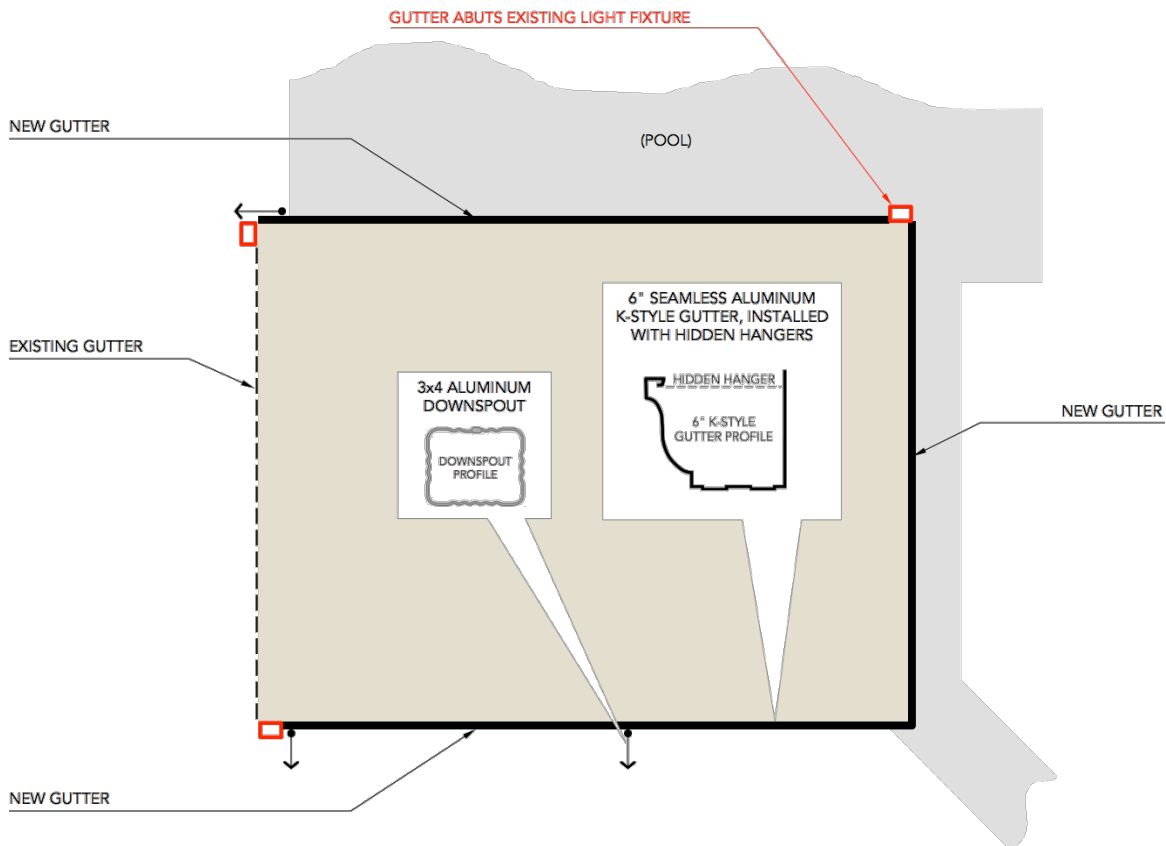 GUTTER ABUTS EXISTING LIGHT FIXTURE
NEW GUTTER
(POOL)
6" SEAMLESS ALUMINUM
K-STYLE GUTTER, INSTALLED
WITH HIDDEN HANGERS
HIDDEN HANGER
6" K-STYLE
GUTTER PROFILE
EXISTING GUTTER
3x4 ALUMINUM
DOWNSPOUT
DOWNSPOUT
PROFILE
NEW GUTTER
NEW GUTTER